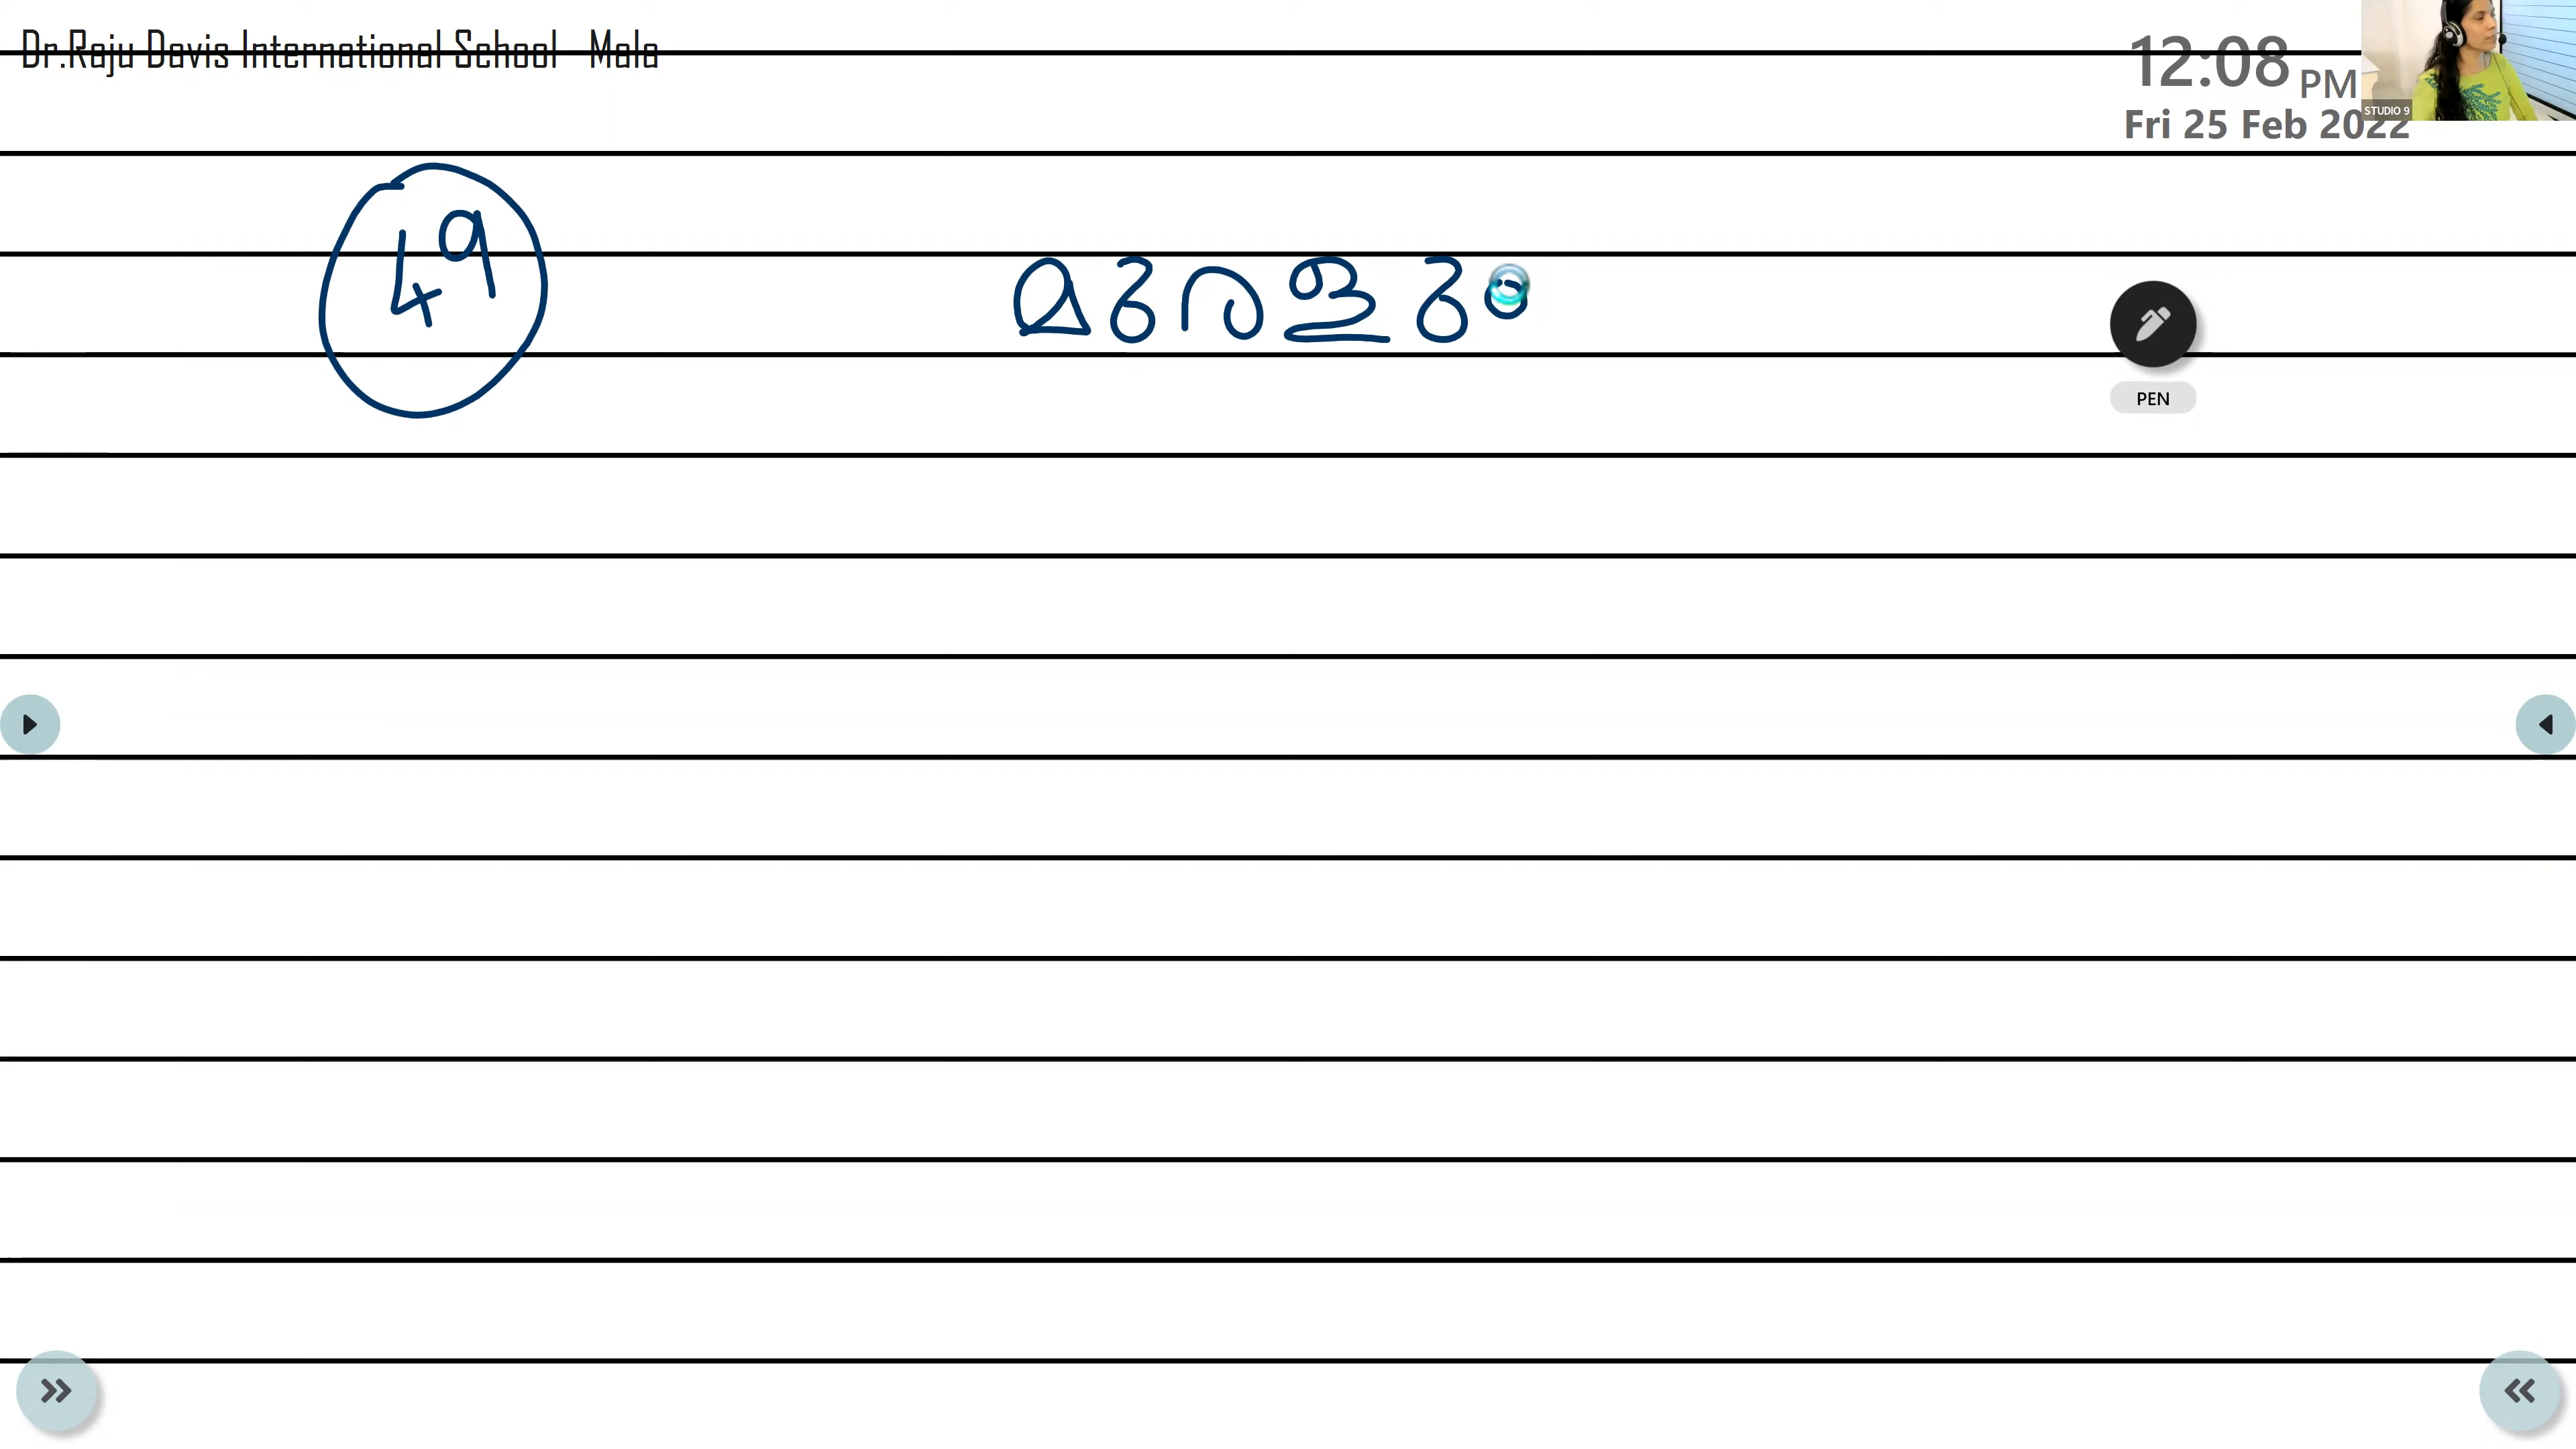 Dr.Raju Davis International School Mala
12:08 PM
Fri 25 Feb 2022
STUDIO 9
49
PEN